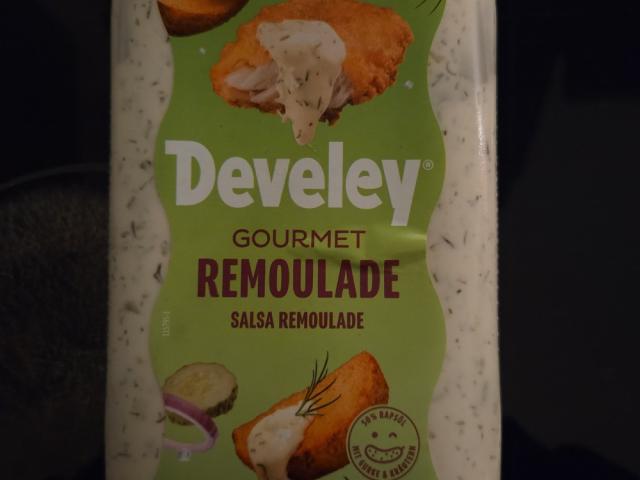 Develey®
GOURMET
REMOULADE
SALSA REMOULADE
50% RAPSÖL
MIT GURKE & KRÄUTERN